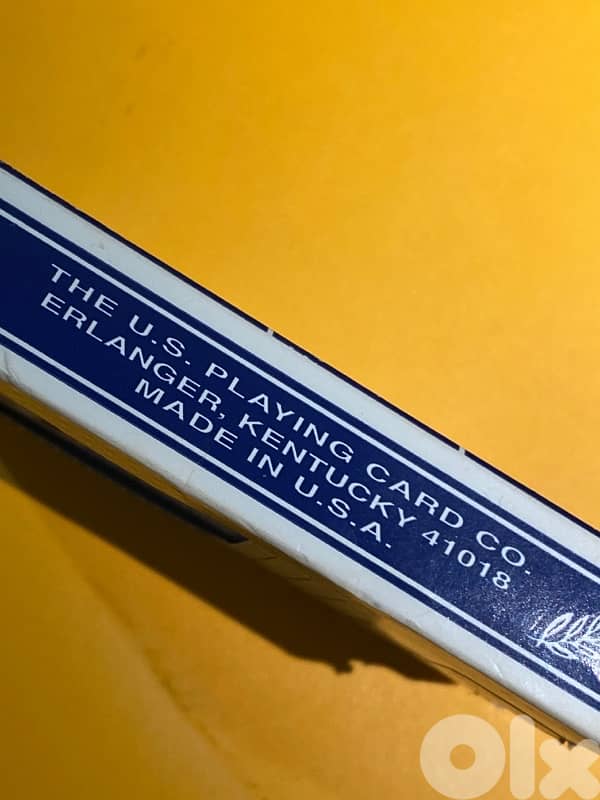 THE U.S. PLAYING CARD CO.
ERLANGER, KENTUCKY 41018
MADE IN U.S.A.
Olx